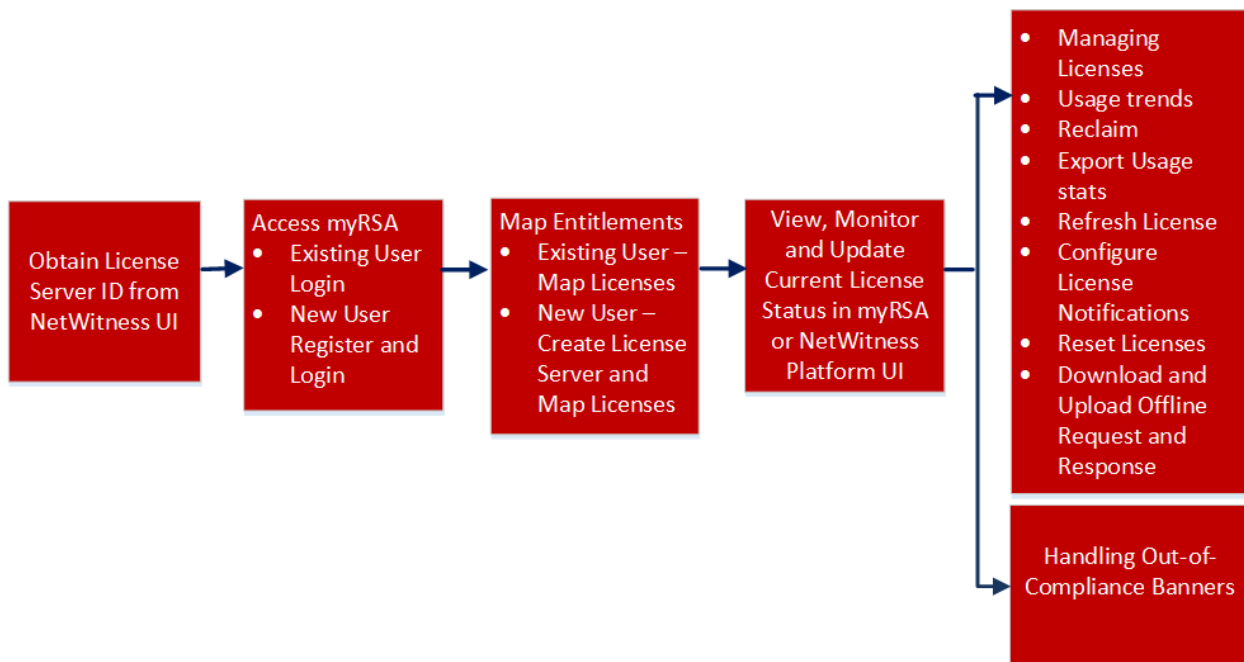 Obtain License
Server ID from
NetWitness UI
Access myRSA
• Existing User
Login
• New User
Register and
Login
Map Entitlements
• Existing User –
Map Licenses
• New User –
Create License
Server and
Map Licenses
View, Monitor
and Update
Current License
Status in myRSA
or NetWitness
Platform UI
• Managing
Licenses
• Usage trends
• Reclaim
• Export Usage
stats
• Refresh License
• Configure
License
Notifications
• Reset Licenses
• Download and
Upload Offline
Request and
Response
Handling Out-of-
Compliance Banners